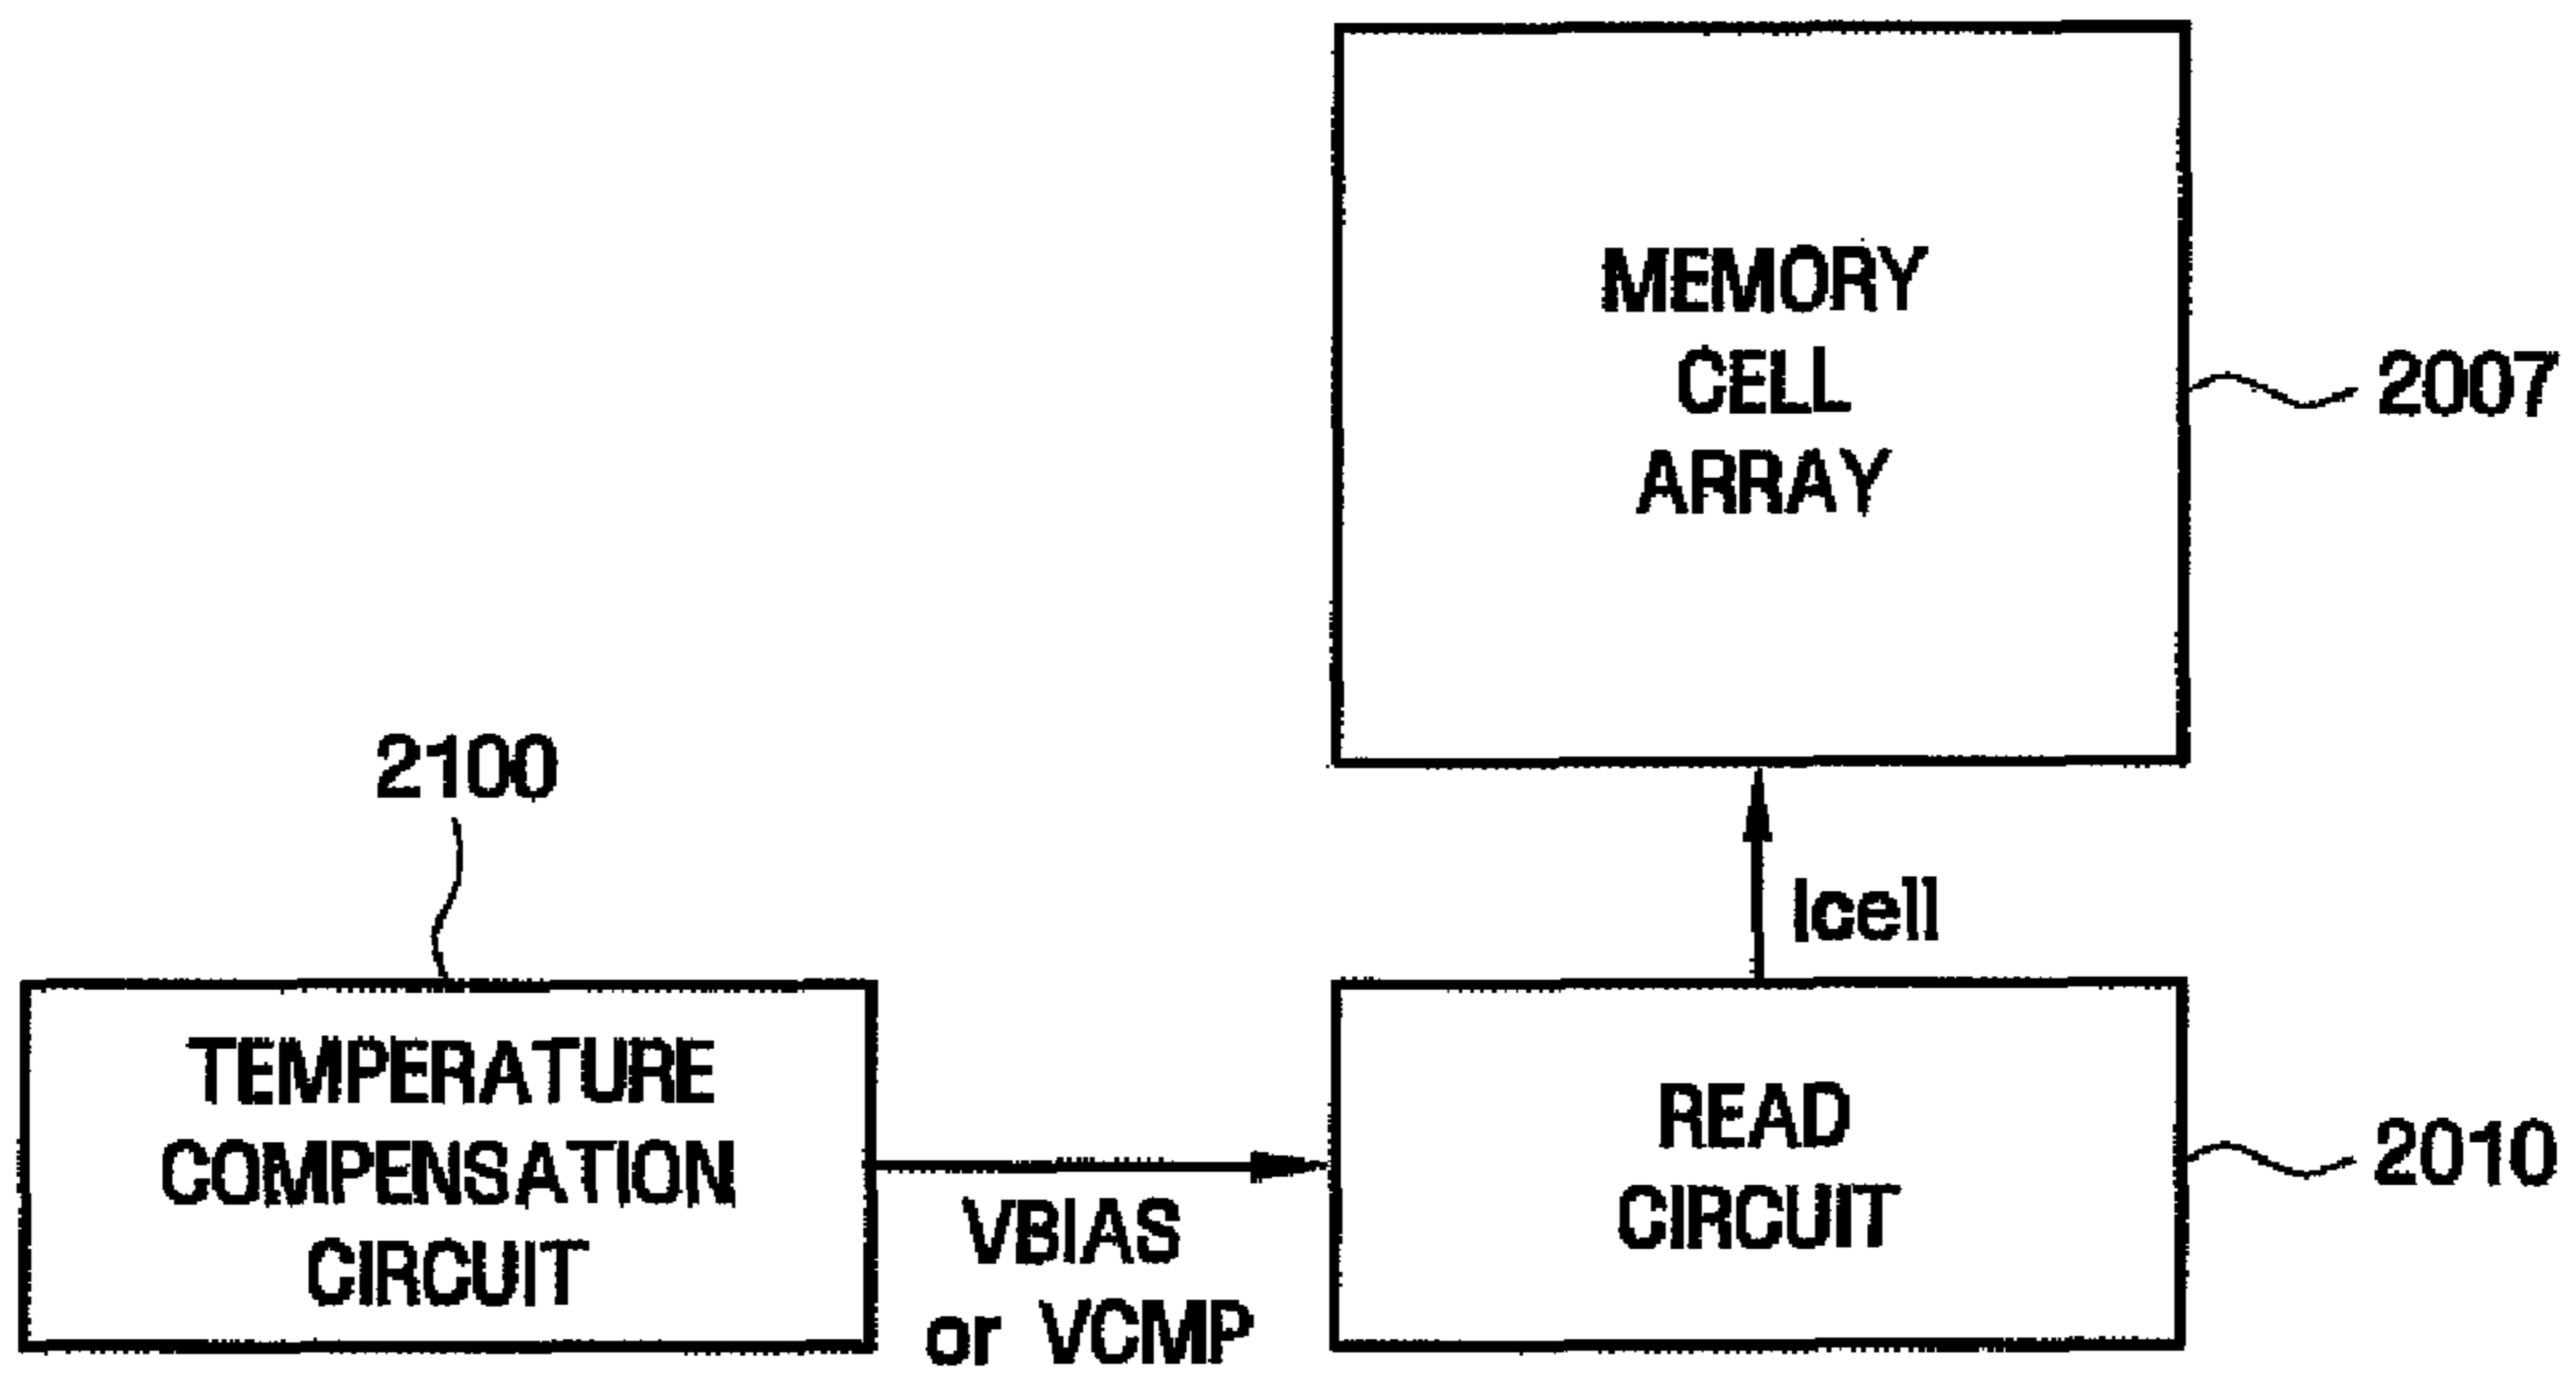 MEMORY
CELL
ARRAY
2007
2100
Icell
TEMPERATURE
COMPENSATION
CIRCUIT
VBIAS
or VCMP
READ
CIRCUIT
2010